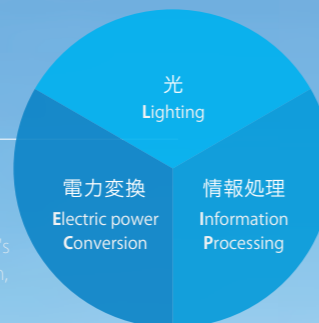 光
Lighting
電力変換
Electric power
Conversion
情報処理
Information
Processing